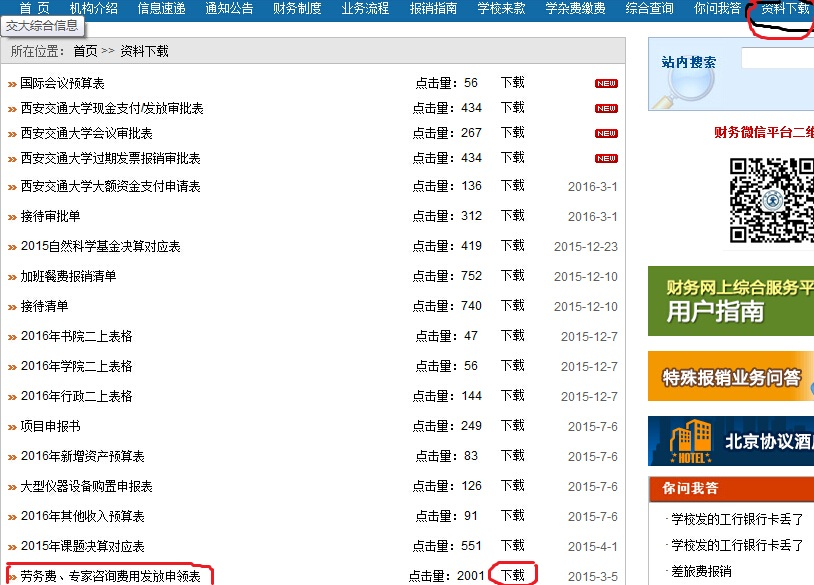 首 页 机构介绍 信息速递 通知公告 财务制度 业务流程 报销指南 学校来款 学杂费缴费 综合查询 你问我答 资料下载
交大综合信息
所在位置： 首页 >> 资料下载
国际会议预算表 点击量：56 下载 NEW
西安交通大学现金支付/发放审批表 点击量：434 下载 NEW
西安交通大学会议审批表 点击量：267 下载 NEW
西安交通大学过期发票报销审批表 点击量：434 下载 NEW
西安交通大学大额资金支付申请表 点击量：136 下载 2016-3-1
接待审批单 点击量：312 下载 2016-3-1
2015自然科学基金决算对应表 点击量：419 下载 2015-12-23
加班餐费报销清单 点击量：752 下载 2015-12-10
接待清单 点击量：740 下载 2015-12-10
2016年书院二上表格 点击量：47 下载 2015-12-7
2016年学院二上表格 点击量：56 下载 2015-12-7
2016年行政二上表格 点击量：144 下载 2015-12-7
项目申报书 点击量：249 下载 2015-7-6
2016年新增资产预算表 点击量：83 下载 2015-7-6
大型仪器设备购置申报表 点击量：126 下载 2015-7-6
2016年其他收入预算表 点击量：91 下载 2015-7-6
2015年课题决算对应表 点击量：551 下载 2015-4-1
劳务费、专家咨询费用发放申领表 点击量：2001 下载 2015-3-5
站内搜索
财务微信平台二维
财务网上综合服务平
用户指南
特殊报销业务问答
HOTEL 北京协议酒店
你问我答
·学校发的工行银行卡丢了
·学校发的工行银行卡丢了
·差旅费报销